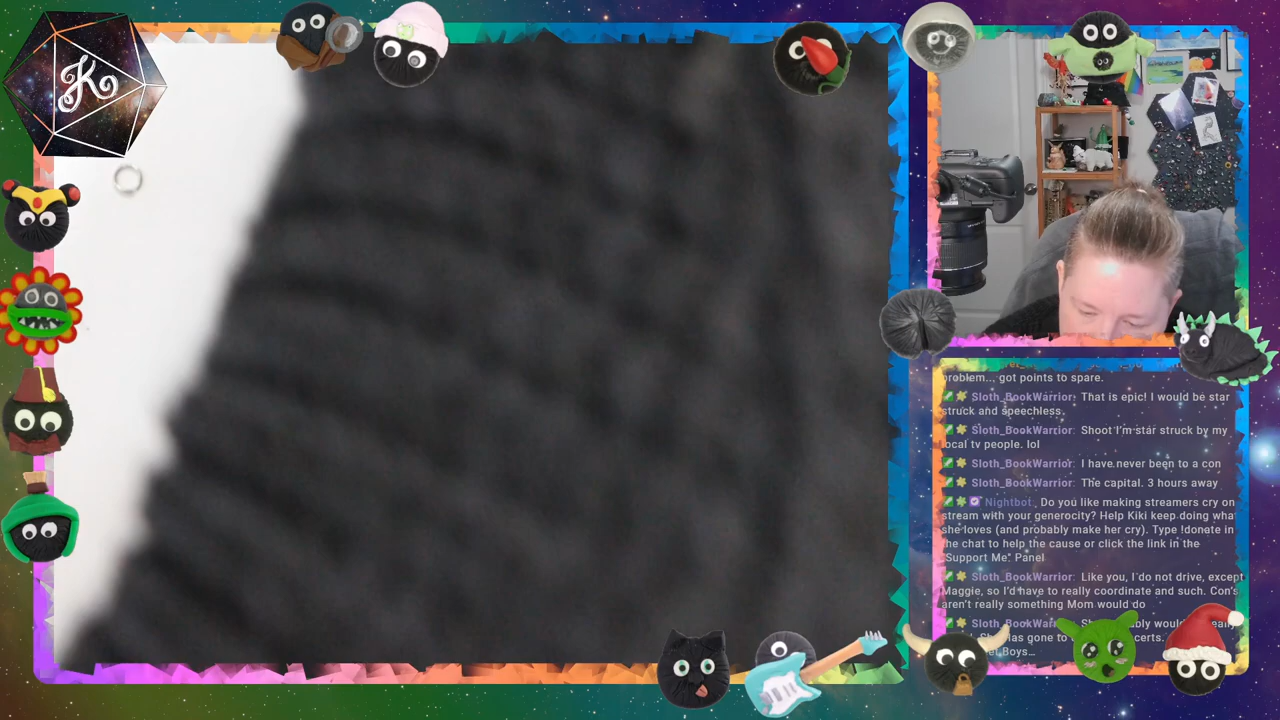 K
problem... got points to spare.
Sloth_BookWarrior: That is epic! I would be star
struck and speechless.
Sloth_BookWarrior: Shoot I'm star struck by my
local tv people. lol
Sloth_BookWarrior: I have never been to a con
Sloth_BookWarrior: The capital. 3 hours away
Nightbot: Do you like making streamers cry on
stream with your generocity? Help Kiki keep doing what
she loves (and probably make her cry). Type !donate in
the chat to help the cause or click the link in the
"Support Me" Panel
Sloth_BookWarrior: Like you, I do not drive, except
Maggie, so I'd have to really coordinate and such. Con's
aren't really something Mom would do
has gone to
Boys...